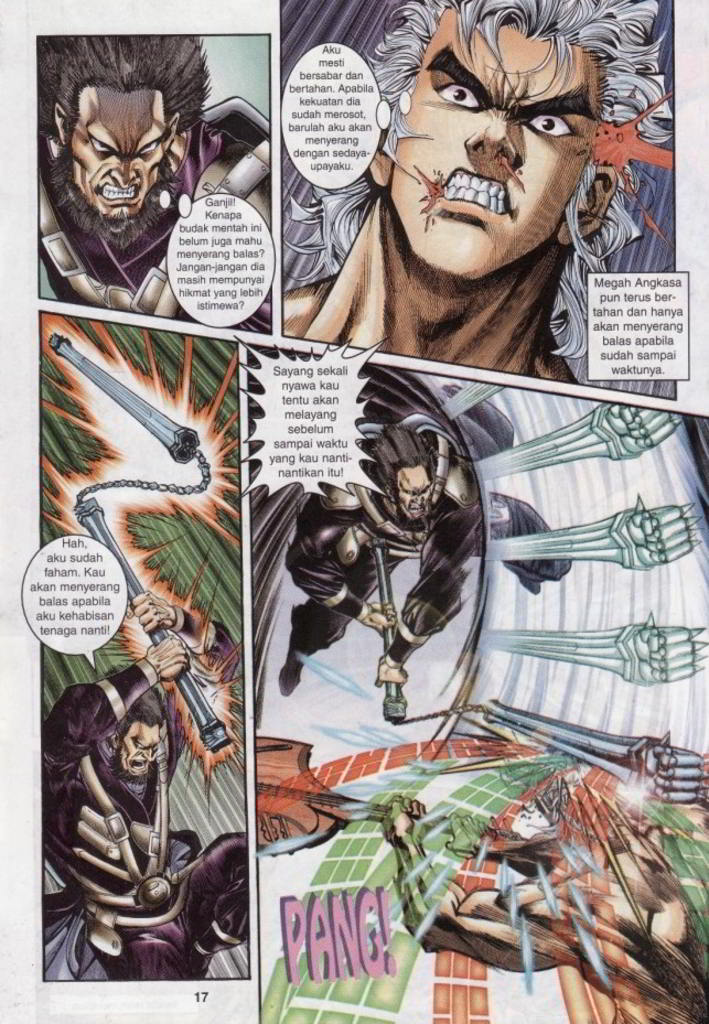 Ganjil!
Kenapa
budak mentah ini
belum juga mahu
menyerang balas?
Jangan-jangan dia
masih mempunyai
hikmat yang lebih
istimewa?
Aku
mesti
bersabar dan
bertahan. Apabila
kekuatan dia
sudah merosot,
barulah aku akan
menyerang
dengan sedaya-
upayaku.
Megah Angkasa
pun terus ber-
tahan dan hanya
akan menyerang
balas apabila
sudah sampai
waktunya.
Hah,
aku sudah
faham. Kau
akan menyerang
balas apabila
aku kehabisan
tenaga nanti!
Sayang sekali
nyawa kau
tentu akan
melayang
sebelum
sampai waktu
yang kau nanti-
nantikan itu!
PANG!
17